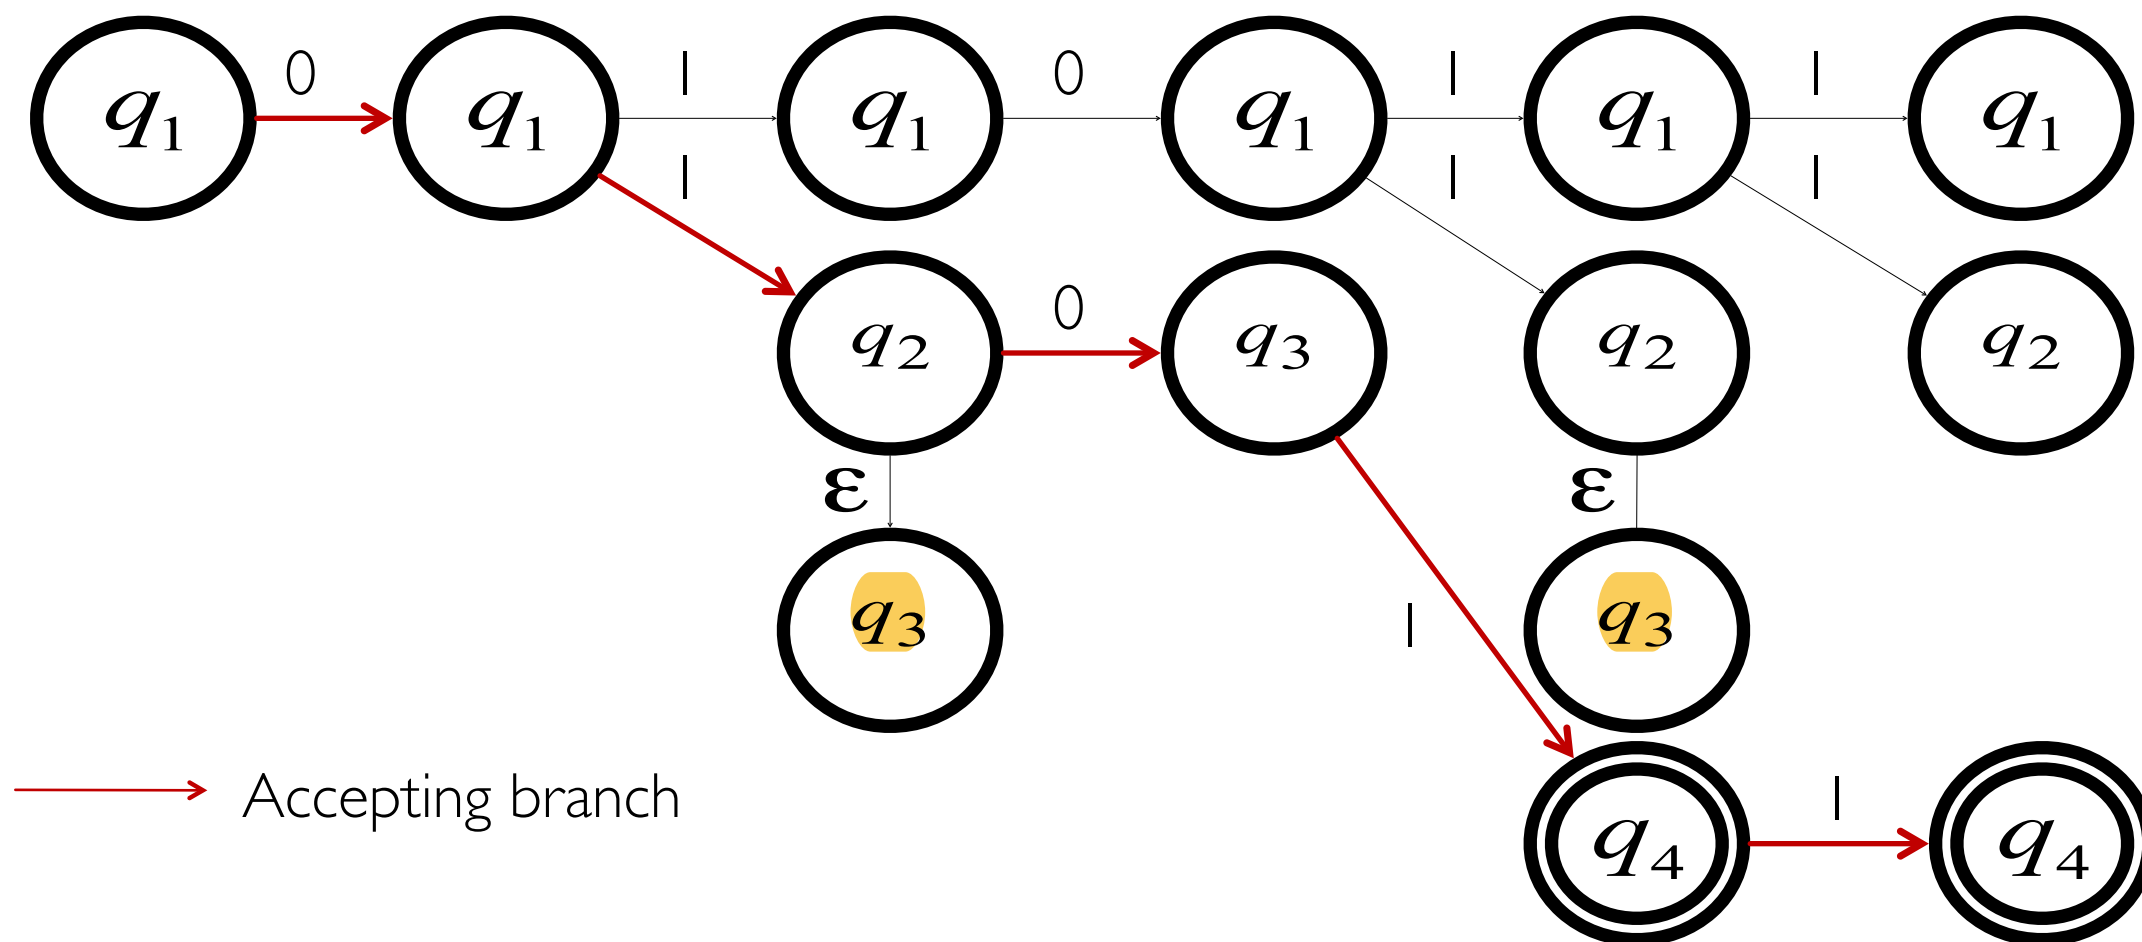 0 1 0 1 1
q₁ q₁ q₁ q₁ q₁ q₁
1 1 1
0
q₂ q₃ q₂ q₂
ε ε
q₃ q₃
1
Accepting branch
1
q₄ q₄